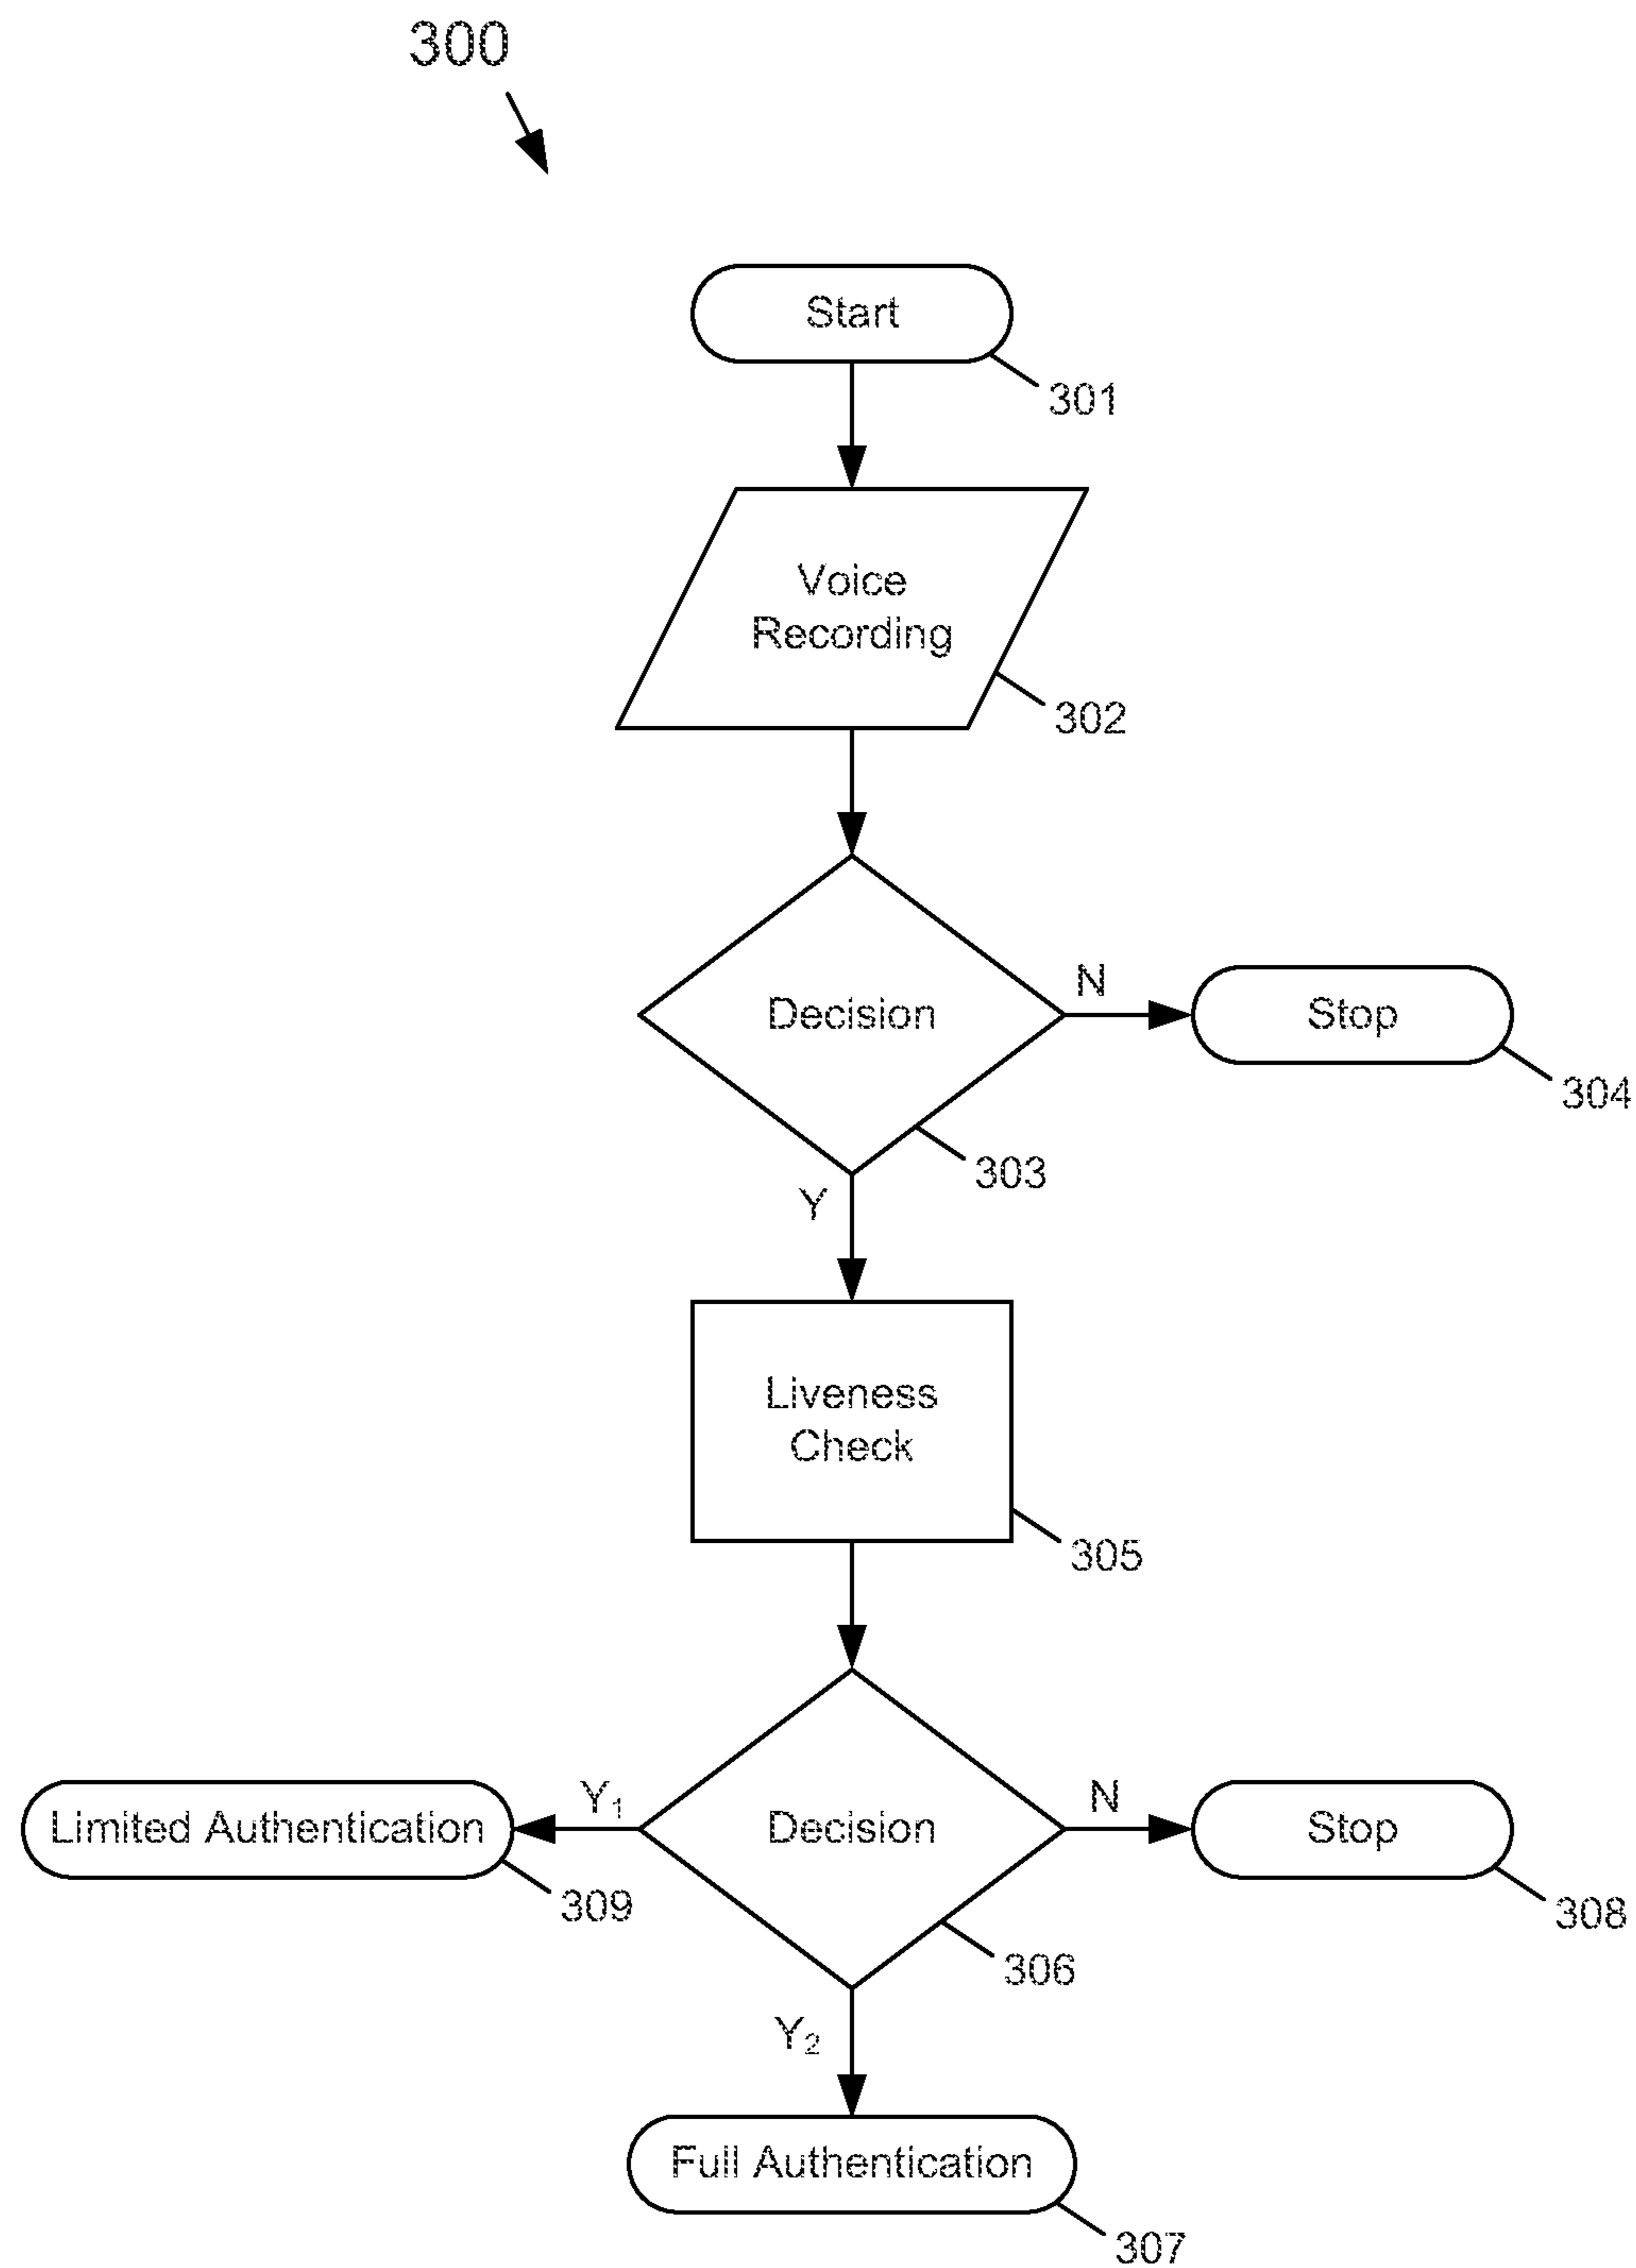 300
Start
301
Voice
Recording
302
Decision
N
Stop
304
303
Y
Liveness
Check
305
Limited Authentication
Y₁
Decision
N
Stop
309
308
306
Y₂
Full Authentication
307